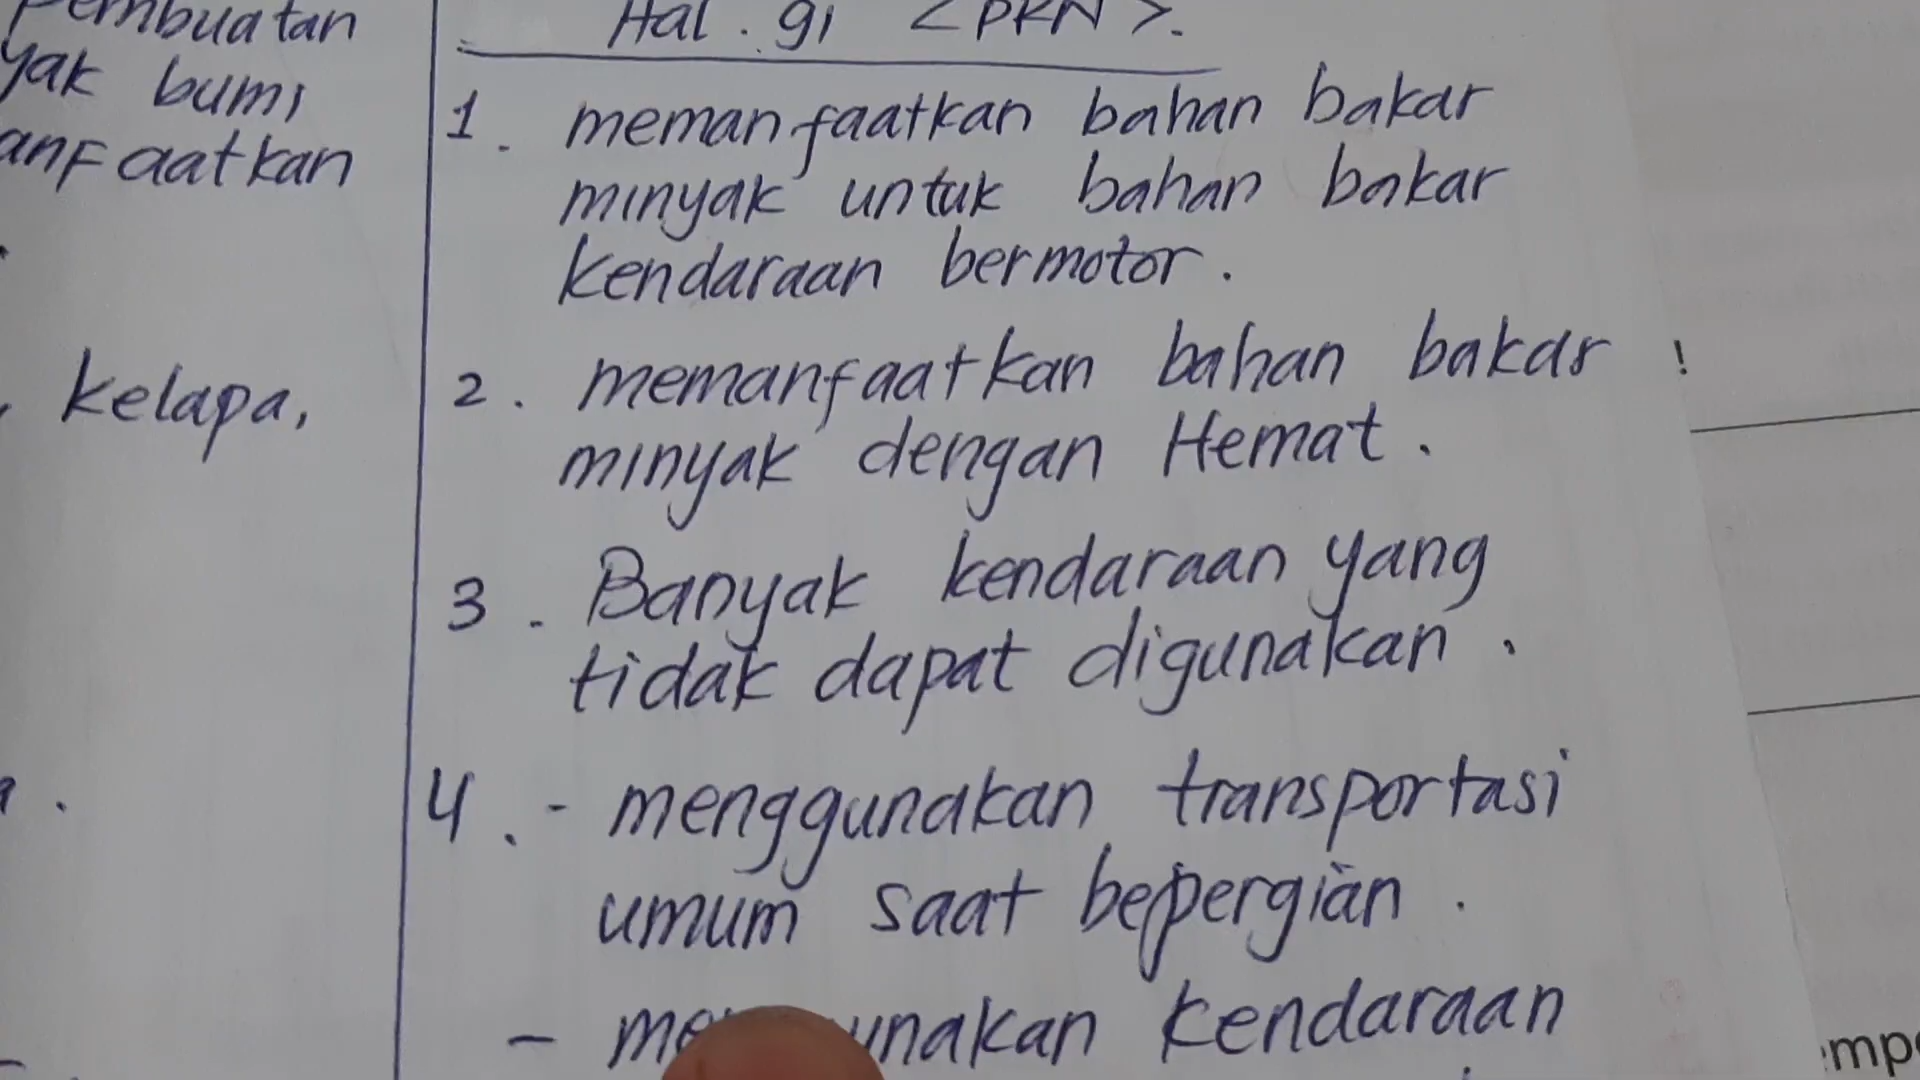 Pembuatan
yak bumi
anfaatkan
kelapa,
Hal. 91 <PKN>.
1. memanfaatkan bahan bakar
minyak untuk bahan bakar
kendaraan bermotor.
2. memanfaatkan bahan bakar
minyak dengan Hemat.
3. Banyak kendaraan yang
tidak dapat digunakan.
4. - menggunakan transportasi
umum saat bepergian.
- unakan kendaraan
!